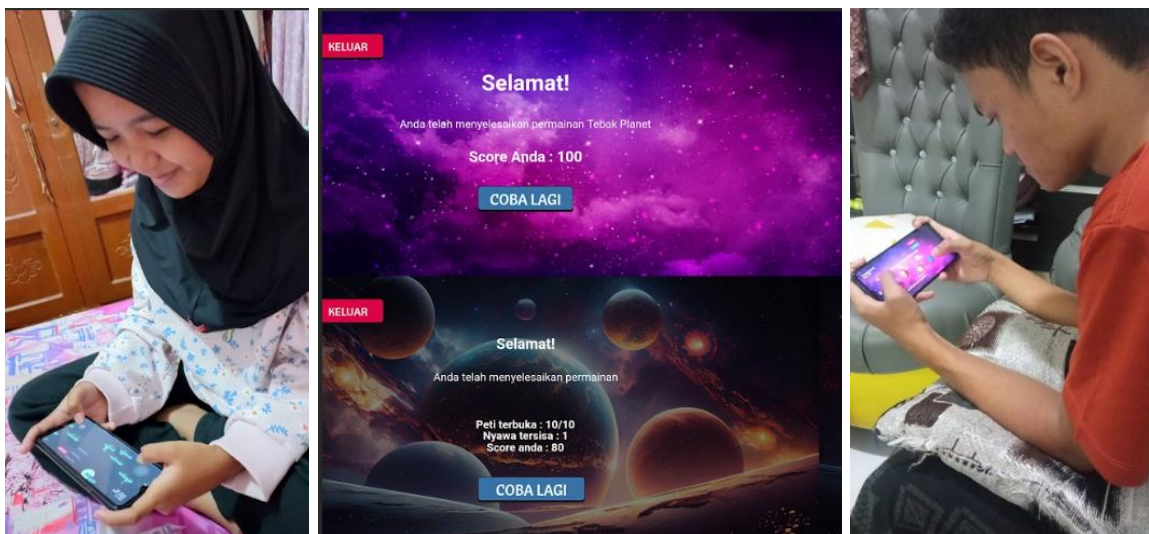 KELUAR
Selamat!
Anda telah menyelesaikan permainan Tebak Planet
Score Anda : 100
COBA LAGI
KELUAR
Selamat!
Anda telah menyelesaikan permainan
Peti terbuka : 10/10
Nyawa tersisa : 1
Score anda : 80
COBA LAGI